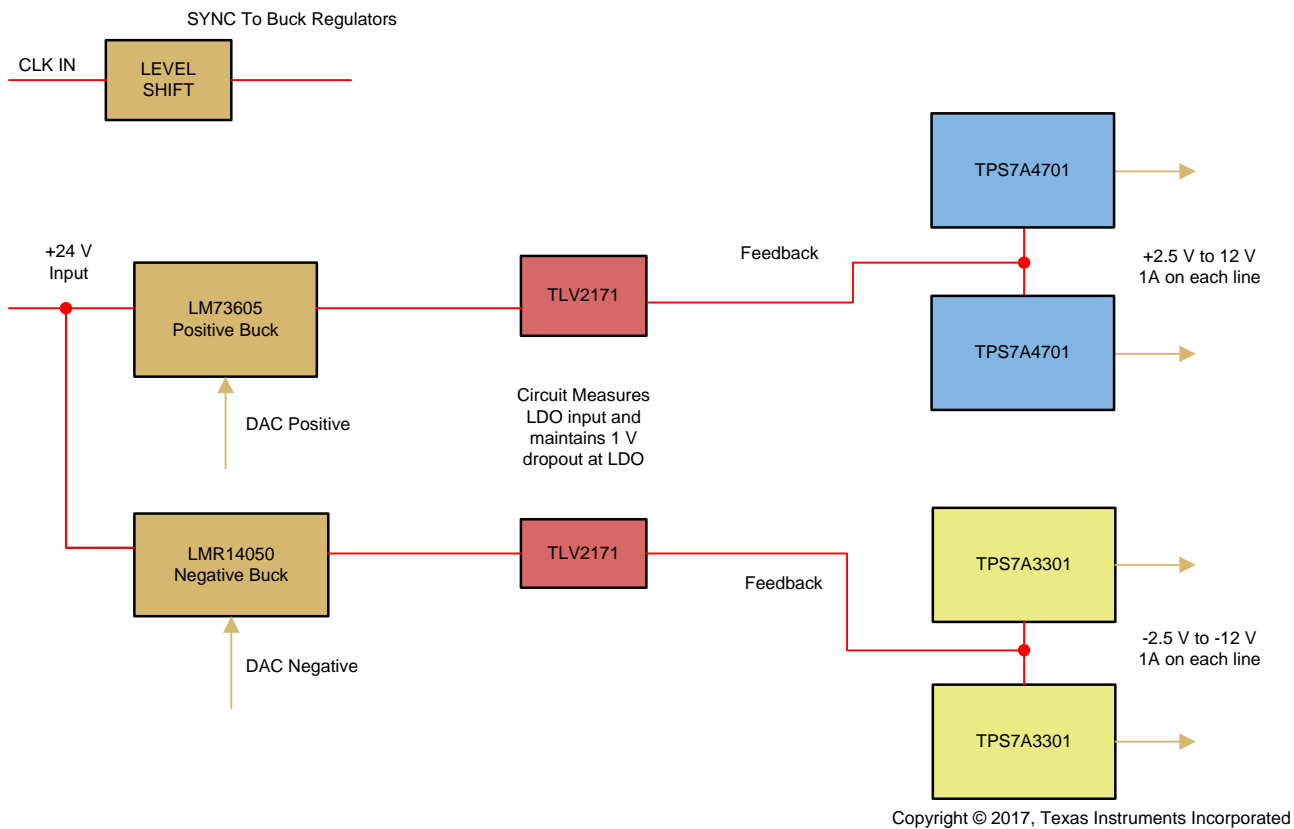 SYNC To Buck Regulators
CLK IN
LEVEL
SHIFT
TPS7A4701
+24 V
Input
LM73605
Positive Buck
TLV2171
Feedback
+2.5 V to 12 V
1A on each line
TPS7A4701
DAC Positive
Circuit Measures
LDO input and
maintains 1 V
dropout at LDO
LMR14050
Negative Buck
TLV2171
Feedback
TPS7A3301
DAC Negative
-2.5 V to -12 V
1A on each line
TPS7A3301
Copyright © 2017, Texas Instruments Incorporated